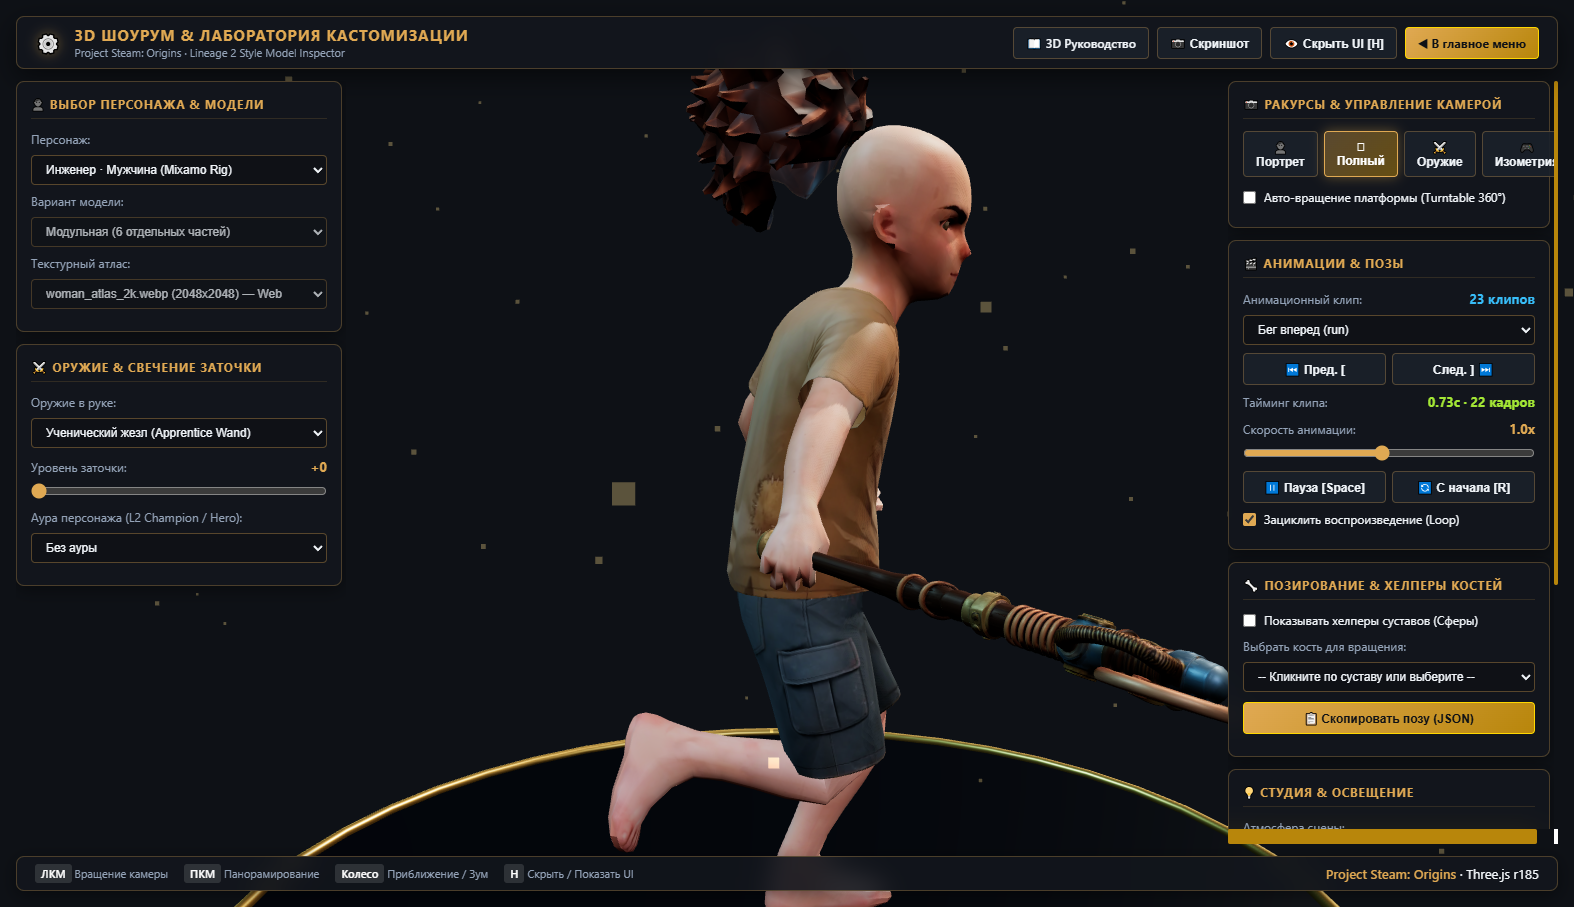 3D ШОУРУМ & ЛАБОРАТОРИЯ КАСТОМИЗАЦИИ
Project Steam: Origins · Lineage 2 Style Model Inspector
3D Руководство
Скриншот
Скрыть UI [H]
◀ В главное меню
ВЫБОР ПЕРСОНАЖА & МОДЕЛИ
Персонаж:
Инженер - Мужчина (Mixamo Rig)
Вариант модели:
Модульная (6 отдельных частей)
Текстурный атлас:
woman_atlas_2k.webp (2048x2048) — Web
ОРУЖИЕ & СВЕЧЕНИЕ ЗАТОЧКИ
Оружие в руке:
Ученический жезл (Apprentice Wand)
Уровень заточки:
+0
Аура персонажа (L2 Champion / Hero):
Без ауры
РАКУРСЫ & УПРАВЛЕНИЕ КАМЕРОЙ
Портрет
Полный
Оружие
Изометрия
Авто-вращение платформы (Turntable 360°)
АНИМАЦИИ & ПОЗЫ
Анимационный клип:
23 клипов
Бег вперед (run)
Пред. [
След. ]
Тайминг клипа:
0.73с · 22 кадров
Скорость анимации:
1.0x
Пауза [Space]
С начала [R]
Зациклить воспроизведение (Loop)
ПОЗИРОВАНИЕ & ХЕЛПЕРЫ КОСТЕЙ
Показывать хелперы суставов (Сферы)
Выбрать кость для вращения:
-- Кликните по суставу или выберите --
Скопировать позу (JSON)
СТУДИЯ & ОСВЕЩЕНИЕ
Атмосфера сцены:
ЛКМ Вращение камеры
ПКМ Панорамирование
Колесо Приближение / Зум
H Скрыть / Показать UI
Project Steam: Origins · Three.js r185